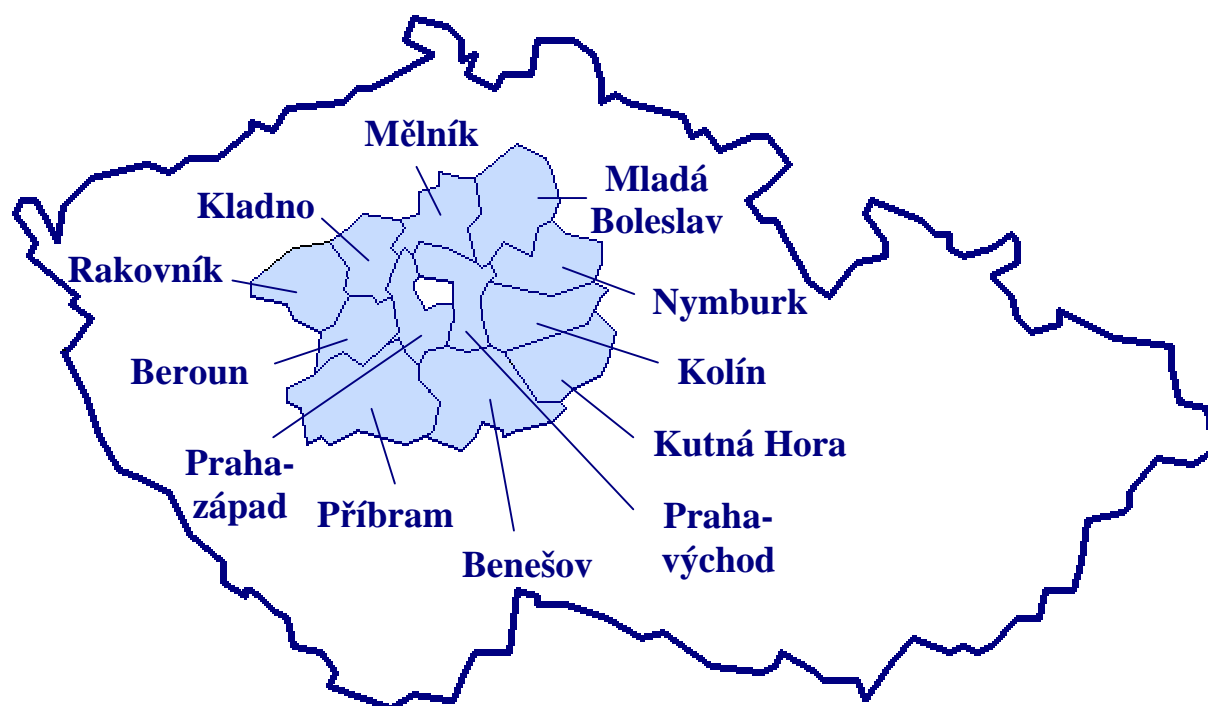 Mělník
Mladá
Boleslav
Kladno
Rakovník
Nymburk
Beroun
Kolín
Kutná Hora
Praha-
západ
Příbram
Praha-
východ
Benešov